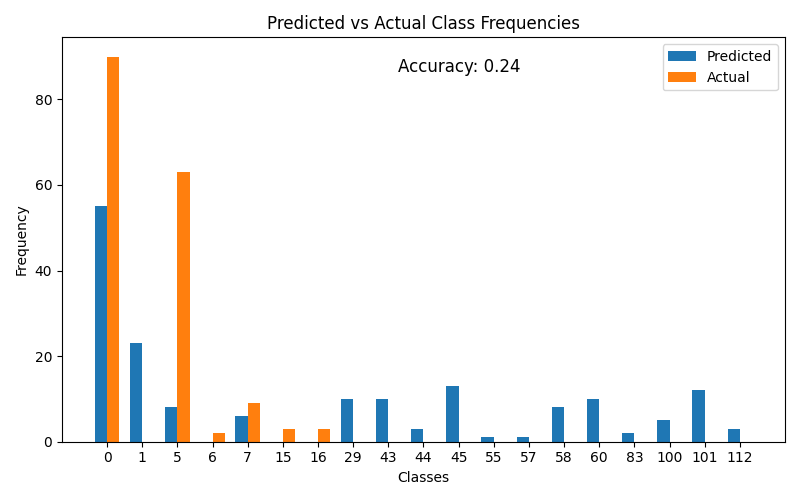 Predicted vs Actual Class Frequencies
Accuracy: 0.24
Predicted
Actual
Frequency
80
60
40
20
0
0 1 5 6 7 15 16 29 43 44 45 55 57 58 60 83 100 101 112
Classes